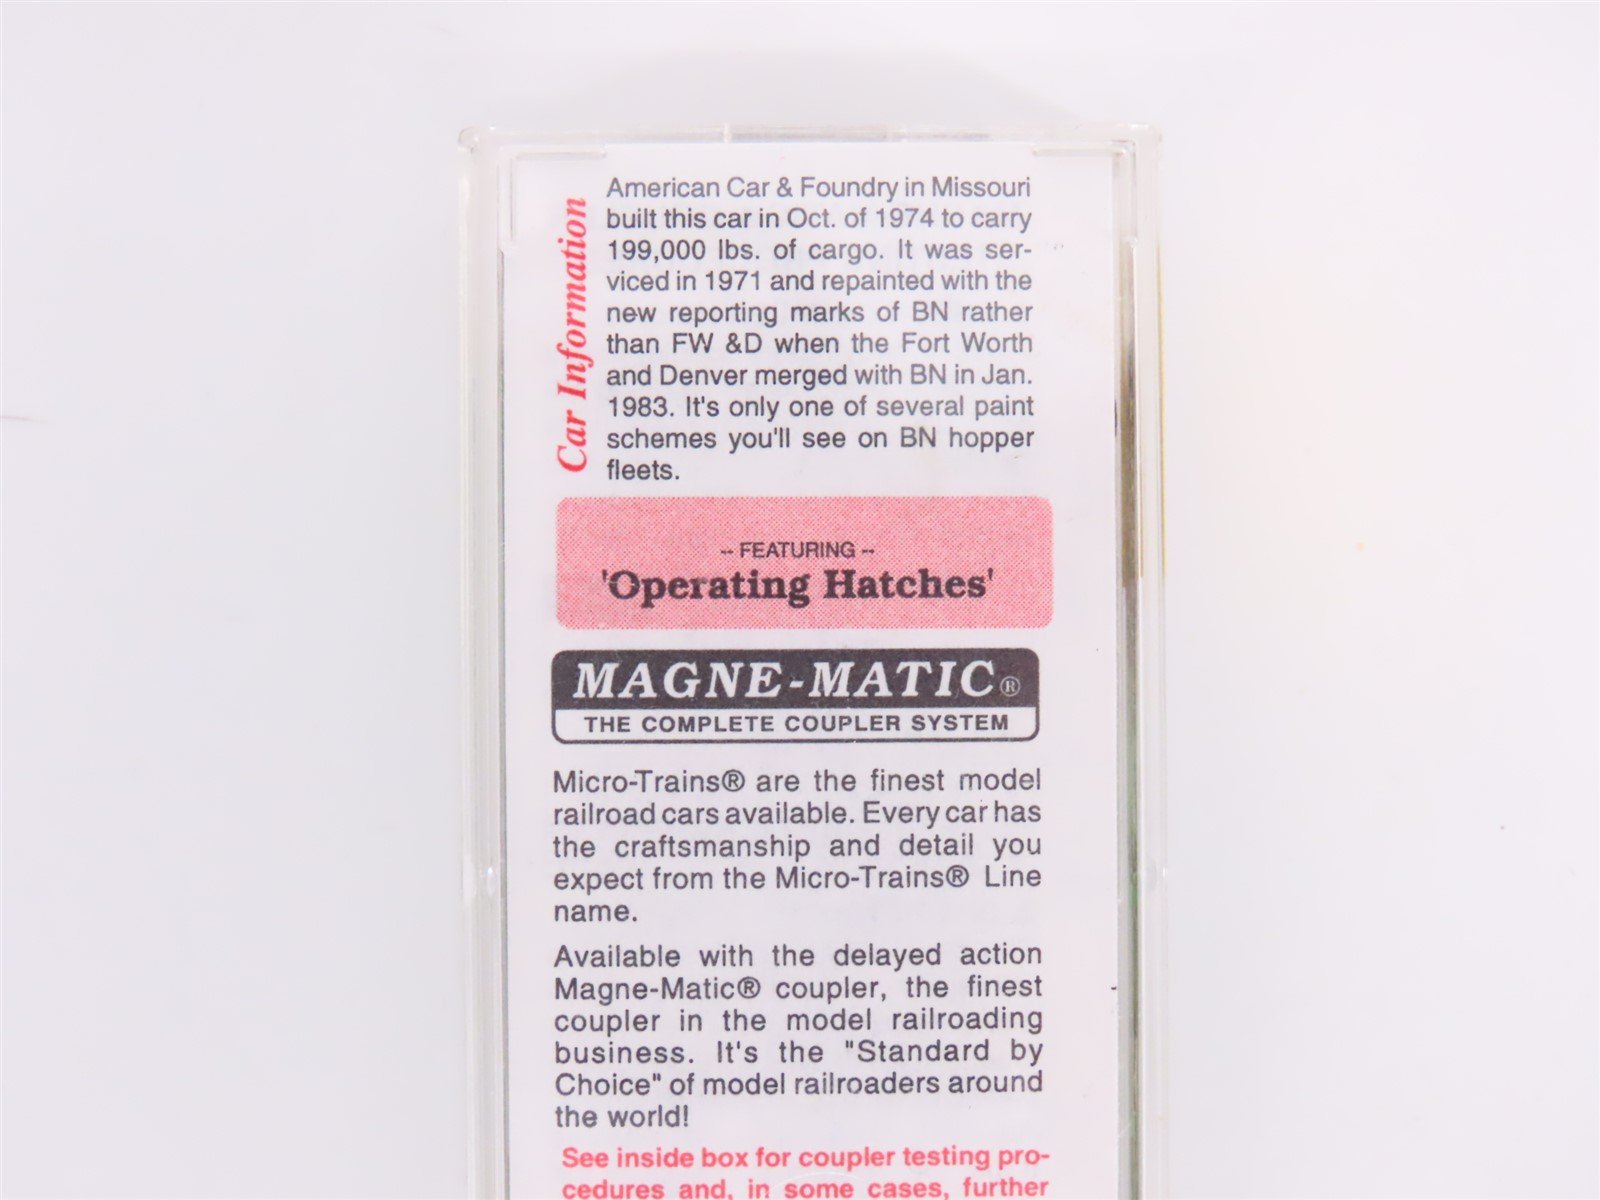 Car Information
American Car & Foundry in Missouri
built this car in Oct. of 1974 to carry
199,000 lbs. of cargo. It was ser-
viced in 1971 and repainted with the
new reporting marks of BN rather
than FW &D when the Fort Worth
and Denver merged with BN in Jan.
1983. It's only one of several paint
schemes you'll see on BN hopper
fleets.
-- FEATURING --
'Operating Hatches'
MAGNE-MATIC®
THE COMPLETE COUPLER SYSTEM
Micro-Trains® are the finest model
railroad cars available. Every car has
the craftsmanship and detail you
expect from the Micro-Trains® Line
name.
Available with the delayed action
Magne-Matic® coupler, the finest
coupler in the model railroading
business. It's the "Standard by
Choice" of model railroaders around
the world!
See inside box for coupler testing pro-
cedures and, in some cases, further